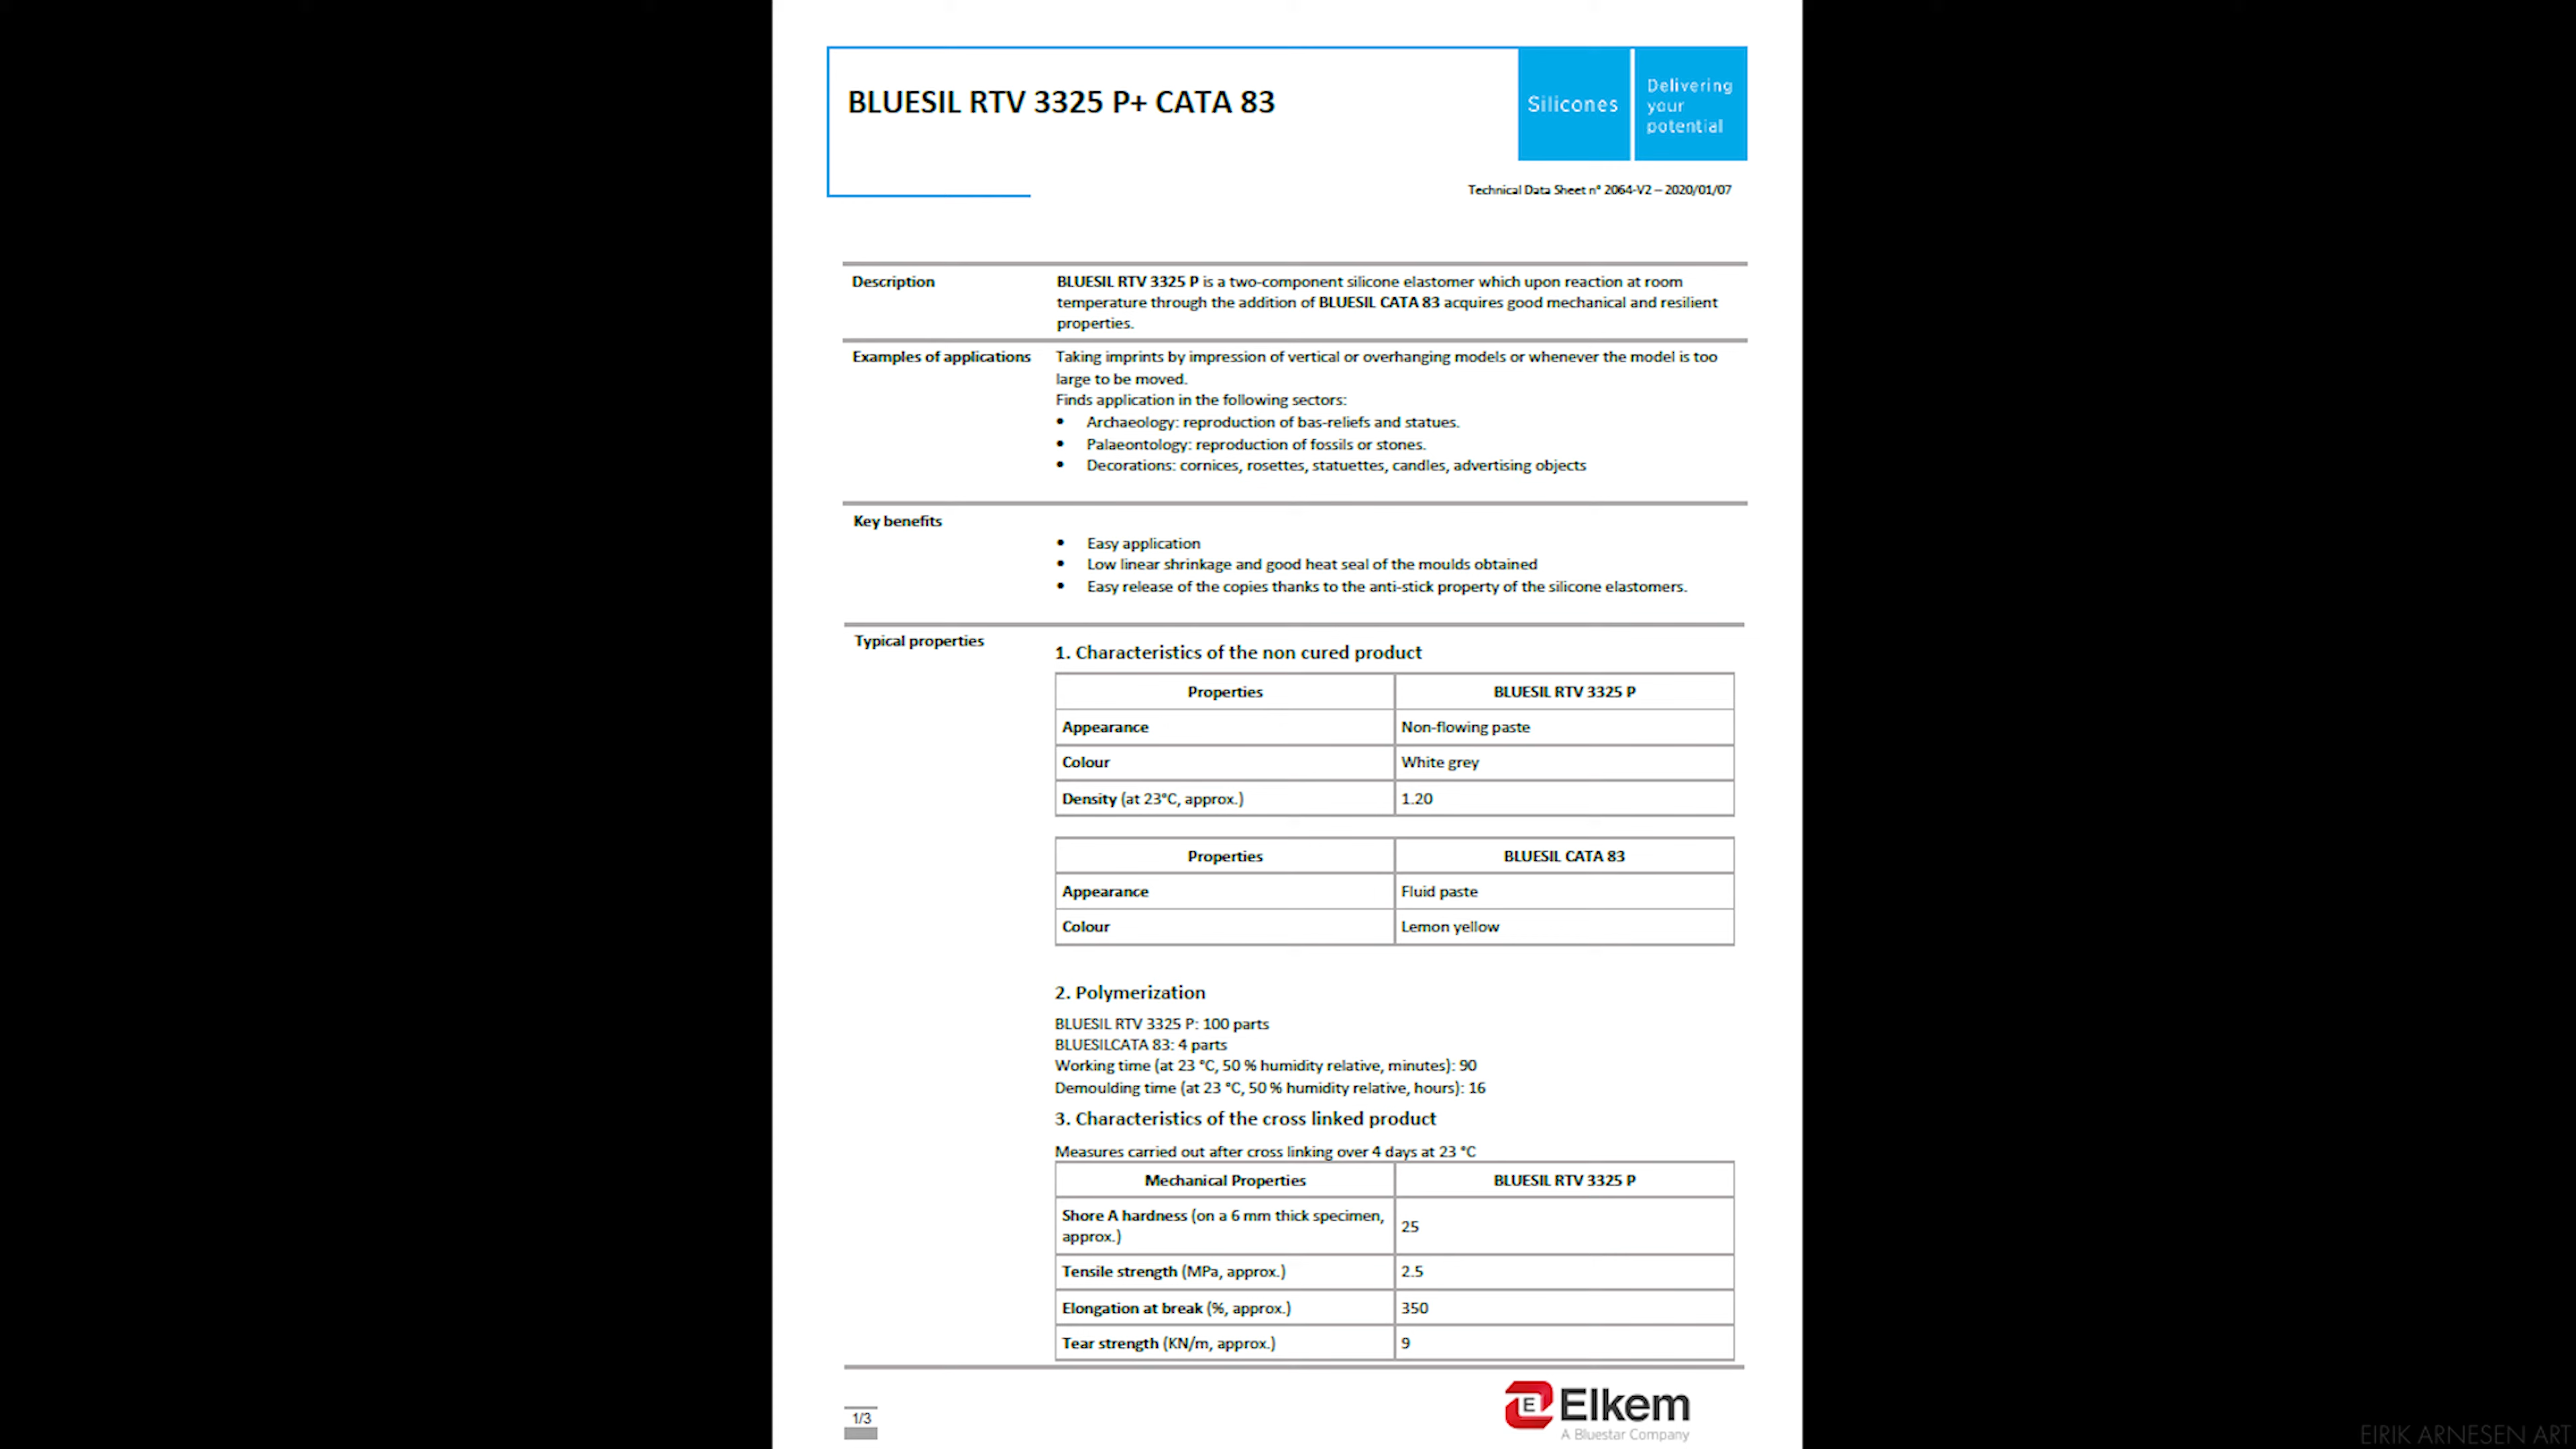 BLUESIL RTV 3325 P+ CATA 83
Silicones
Delivering
your
potential
Technical Data Sheet n° 2064-V2 – 2020/01/07
Description
BLUESIL RTV 3325 P is a two-component silicone elastomer which upon reaction at room
temperature through the addition of BLUESIL CATA 83 acquires good mechanical and resilient
properties.
Examples of applications
Taking imprints by impression of vertical or overhanging models or whenever the model is too
large to be moved.
Finds application in the following sectors:
• Archaeology: reproduction of bas-reliefs and statues.
• Palaeontology: reproduction of fossils or stones.
• Decorations: cornices, rosettes, statuettes, candles, advertising objects
Key benefits
• Easy application
• Low linear shrinkage and good heat seal of the moulds obtained
• Easy release of the copies thanks to the anti-stick property of the silicone elastomers.
Typical properties
1. Characteristics of the non cured product
Properties BLUESIL RTV 3325 P
Appearance Non-flowing paste
Colour White grey
Density (at 23°C, approx.) 1.20
Properties BLUESIL CATA 83
Appearance Fluid paste
Colour Lemon yellow
2. Polymerization
BLUESIL RTV 3325 P: 100 parts
BLUESILCATA 83: 4 parts
Working time (at 23 °C, 50 % humidity relative, minutes): 90
Demoulding time (at 23 °C, 50 % humidity relative, hours): 16
3. Characteristics of the cross linked product
Measures carried out after cross linking over 4 days at 23 °C
Mechanical Properties BLUESIL RTV 3325 P
Shore A hardness (on a 6 mm thick specimen,
approx.) 25
Tensile strength (MPa, approx.) 2.5
Elongation at break (%, approx.) 350
Tear strength (KN/m, approx.) 9
1/3
E Elkem
A Bluestar Company
EIRIK ARNESEN ART